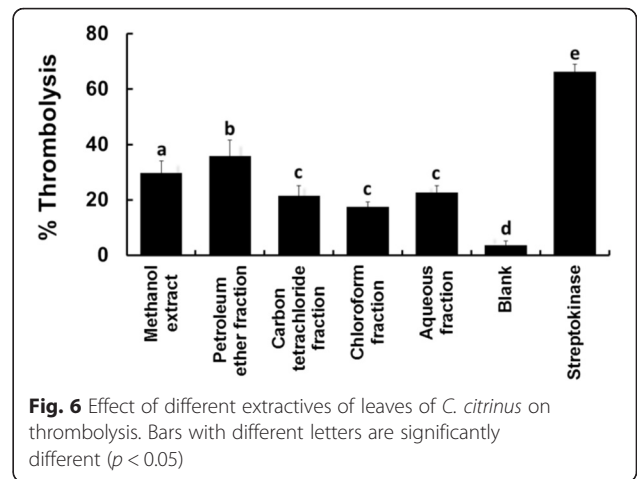 80
60
40
20
0
% Thrombolysis
a
b
c
c
c
d
e
Methanol
extract
Petroleum
ether fraction
Carbon
tetrachloride
fraction
Chloroform
fraction
Aqueous
fraction
Blank
Streptokinase
Fig. 6 Effect of different extractives of leaves of C. citrinus on
thrombolysis. Bars with different letters are significantly
different (p < 0.05)